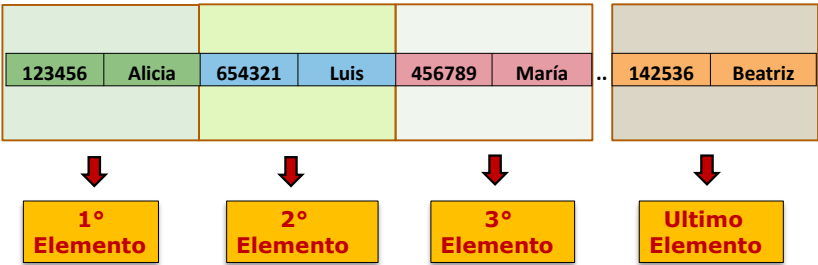 123456 Alicia 654321 Luis 456789 María .. 142536 Beatriz
1°
Elemento
2°
Elemento
3°
Elemento
Ultimo
Elemento